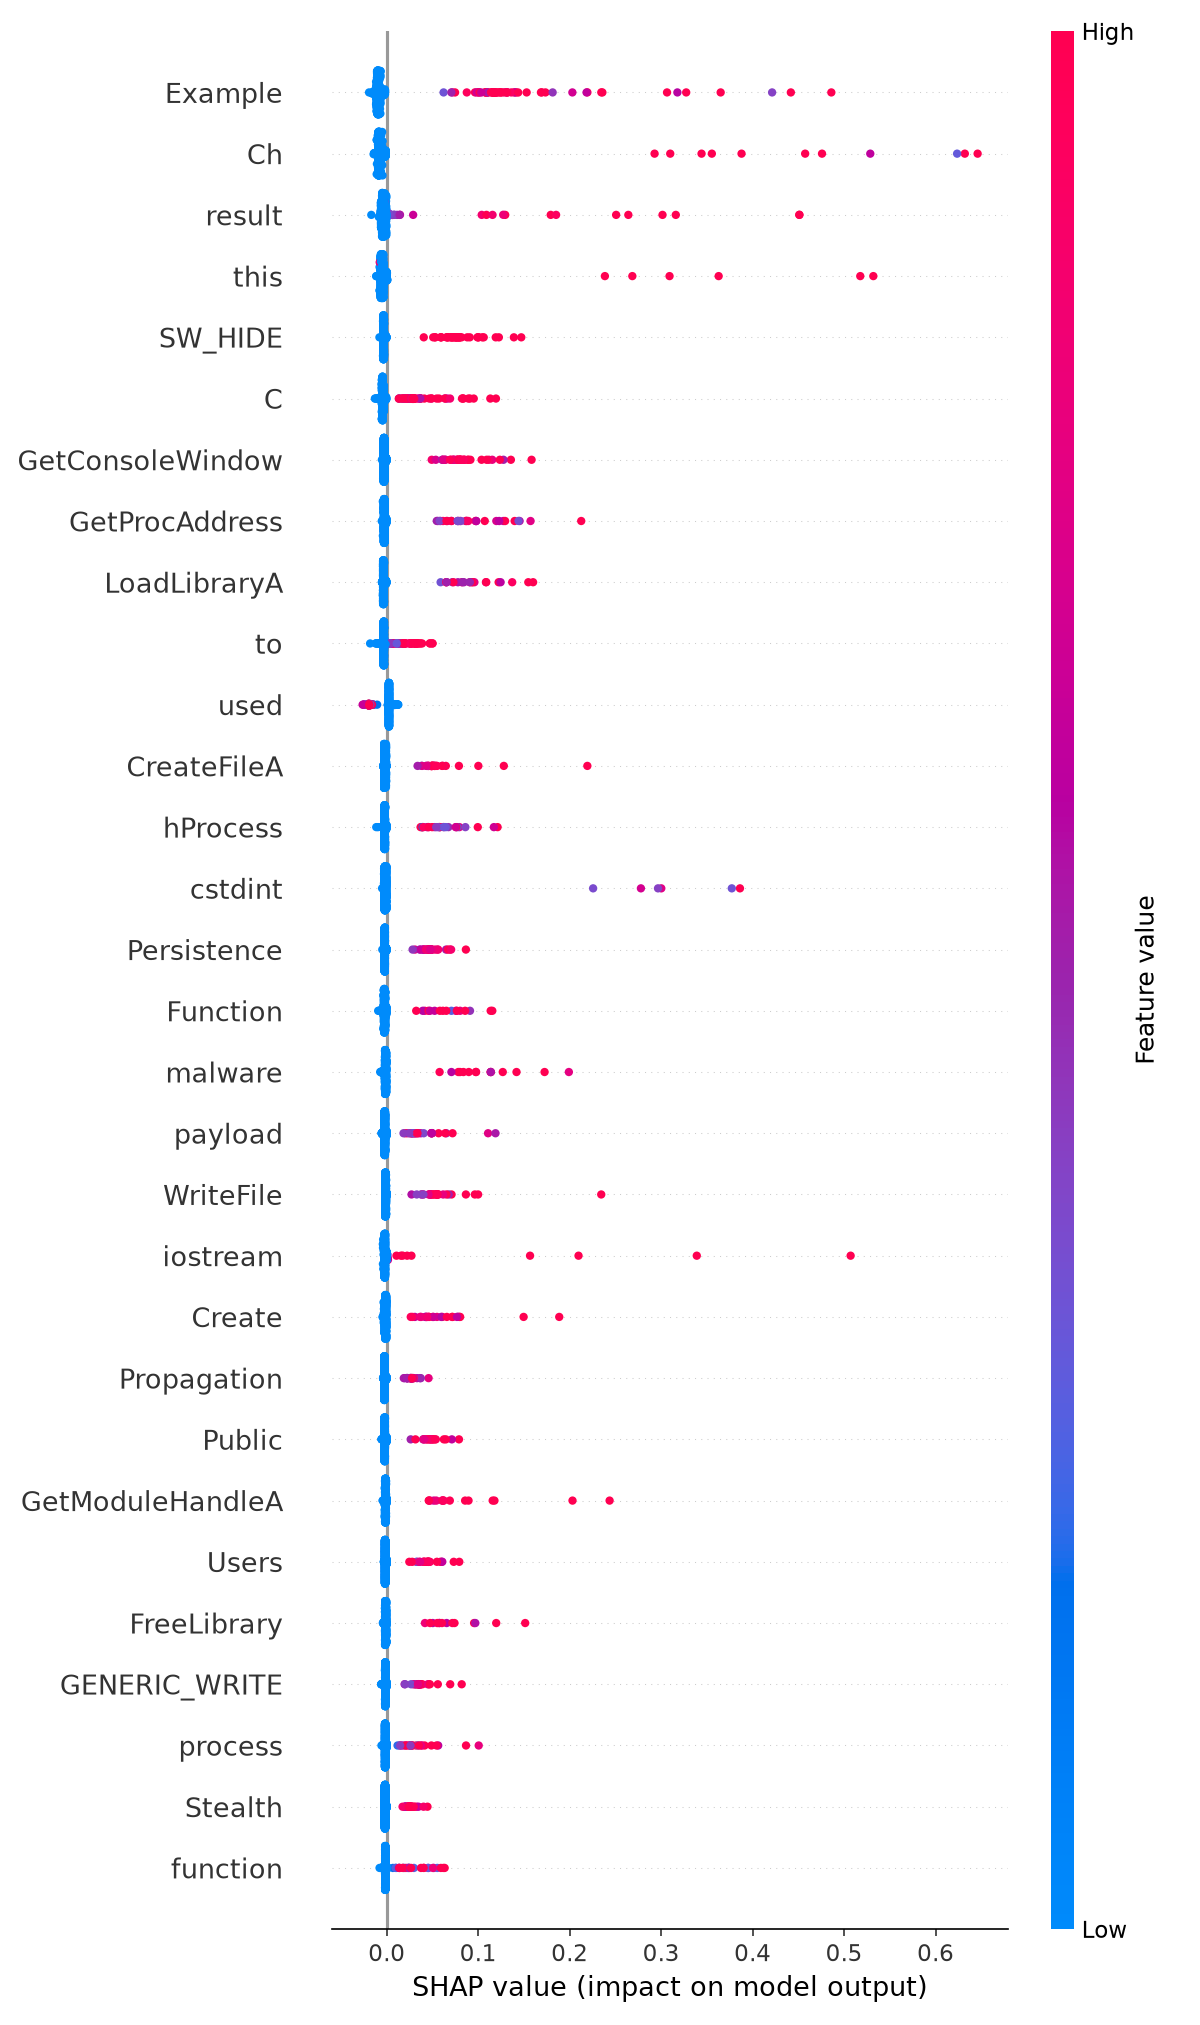 High
Example
Ch
result
this
SW_HIDE
C
GetConsoleWindow
GetProcAddress
LoadLibraryA
to
used
CreateFileA
hProcess
cstdint
Persistence
Function
malware
payload
WriteFile
iostream
Create
Propagation
Public
GetModuleHandleA
Users
FreeLibrary
GENERIC_WRITE
process
Stealth
function
Feature value
Low
0.0 0.1 0.2 0.3 0.4 0.5 0.6
SHAP value (impact on model output)